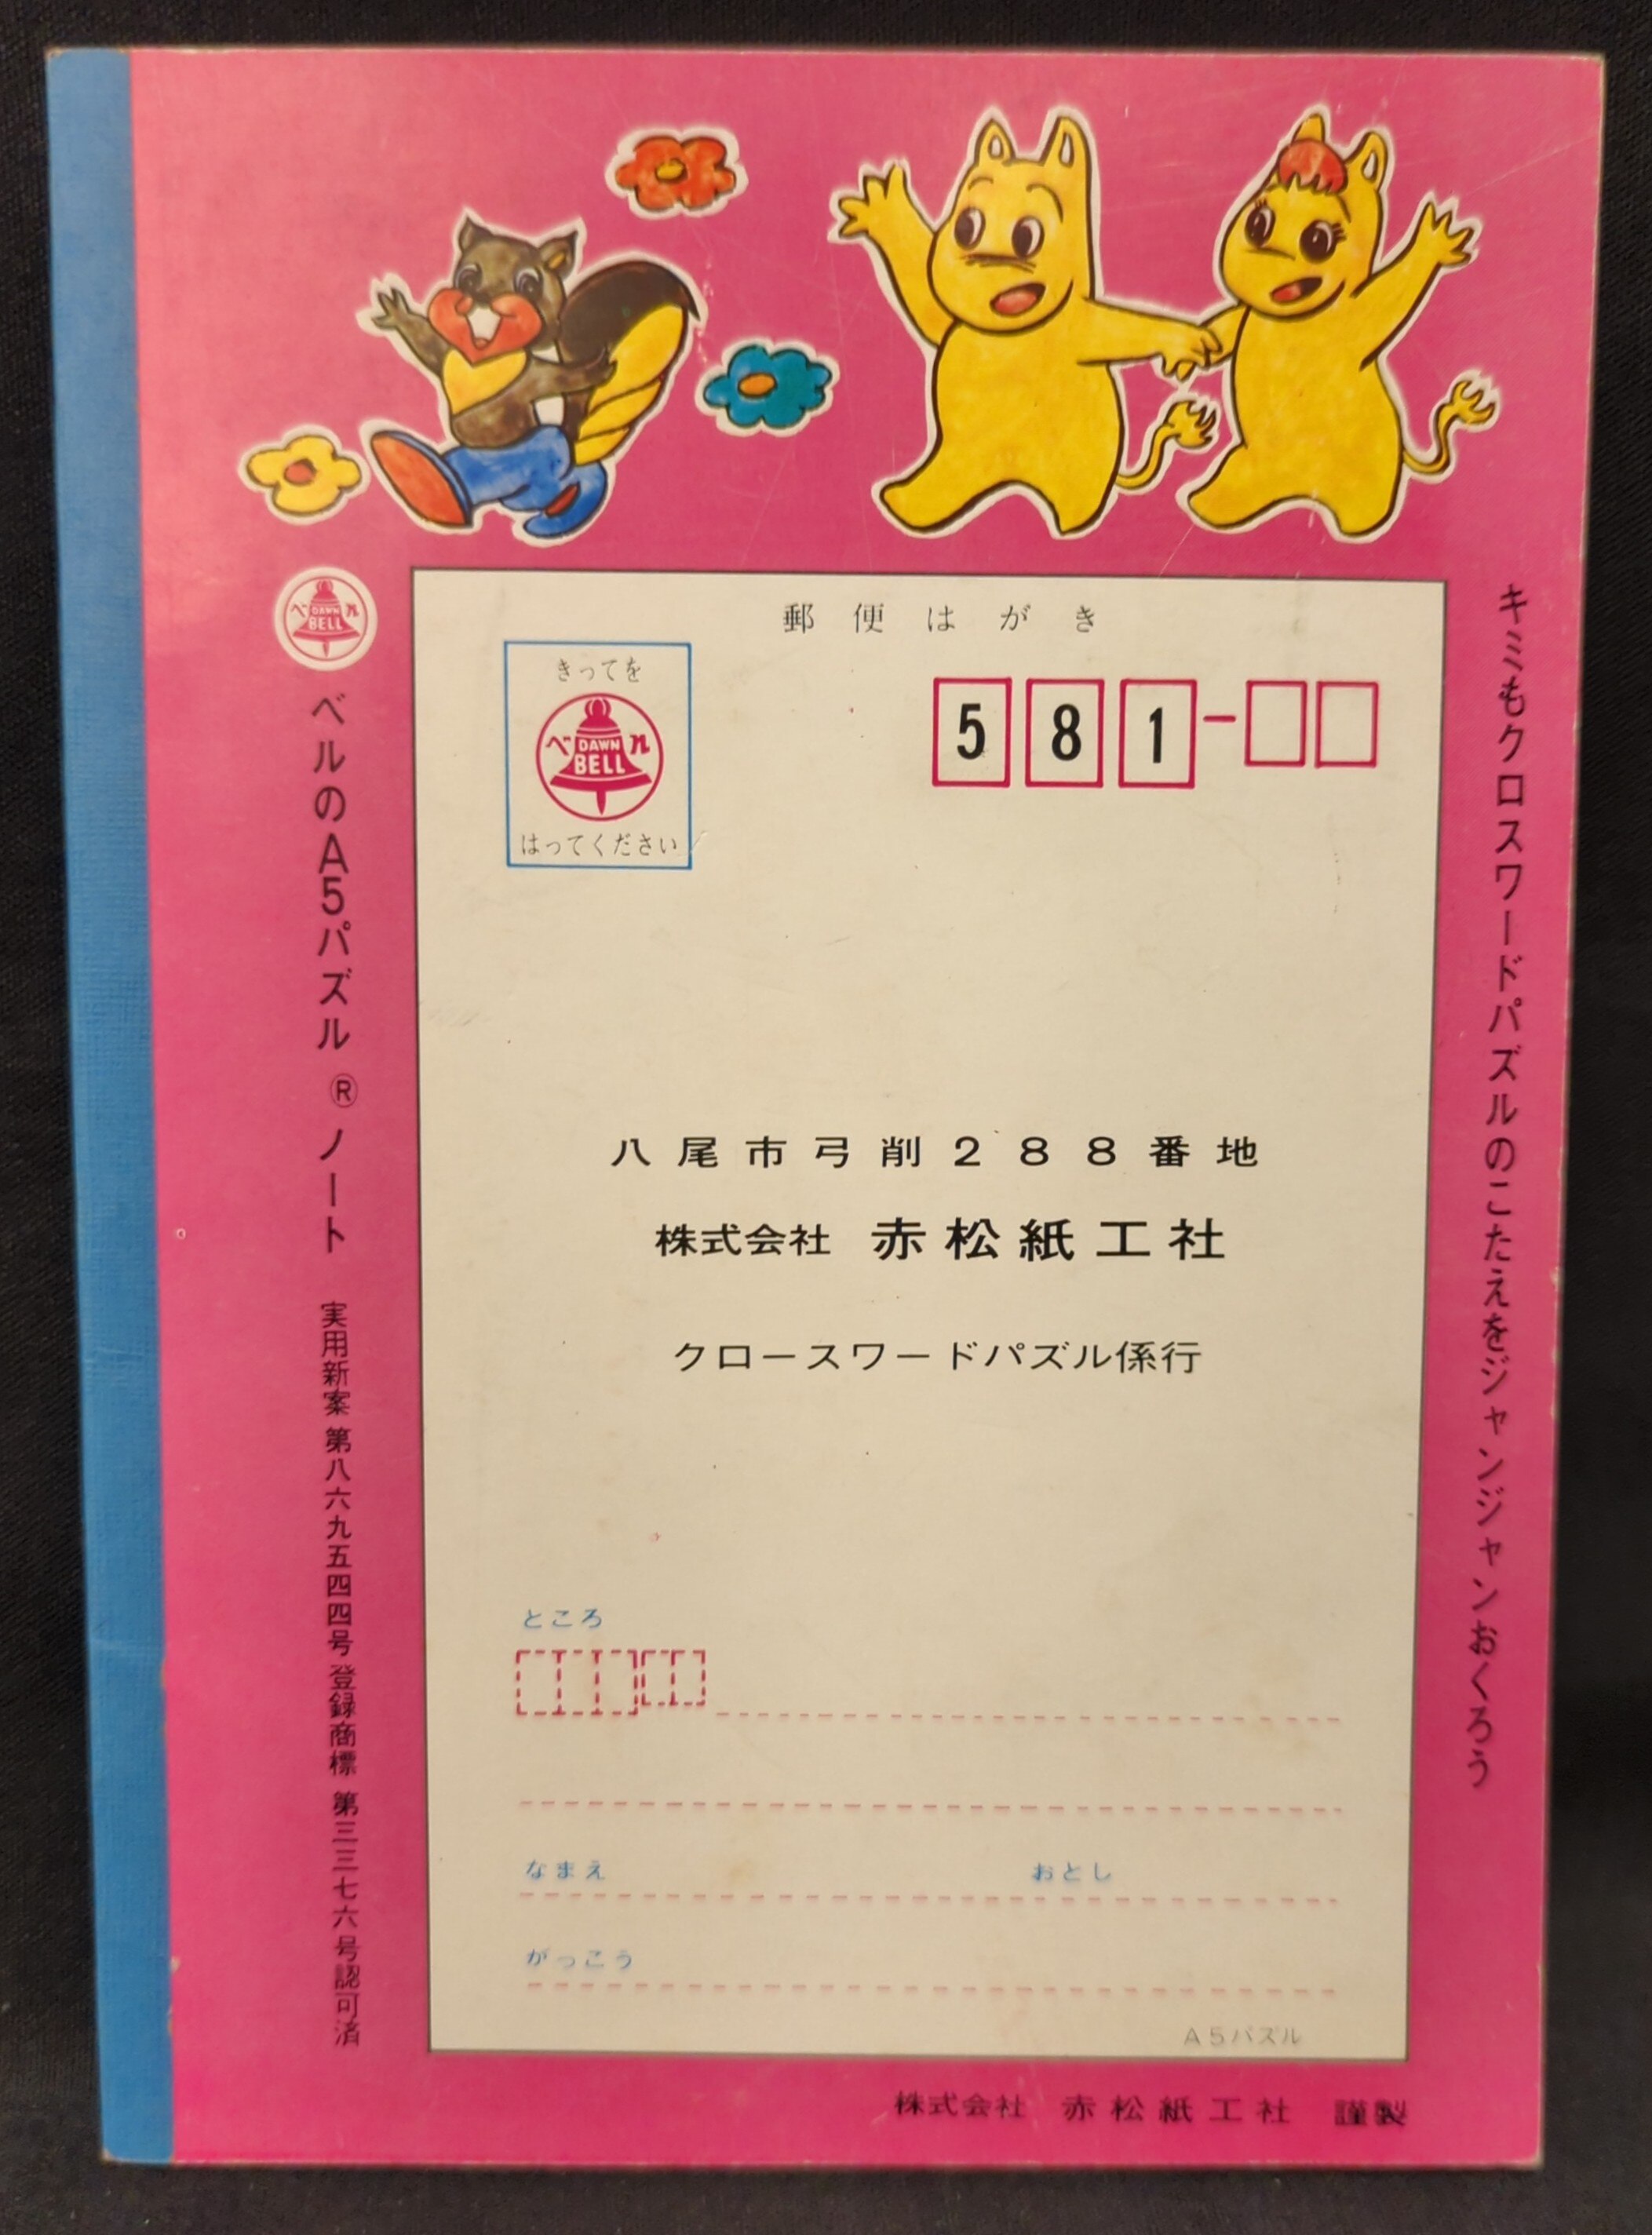 郵便はがき
きってを
ベル
DAWN
BELL
はってください
581-
八尾市弓削288番地
株式会社 赤松紙工社
クロースワードパズル係行
ところ
なまえ おとし
がっこう
A5パズル
キミもクロスワードパズルのこたえをジャンジャンおくろう
ベル
DAWN
BELL
ベルのA5パズル®ノート 実用新案 第八六九五四四号 登録商標 第三三七六号認可済
株式会社 赤松紙工社 謹製